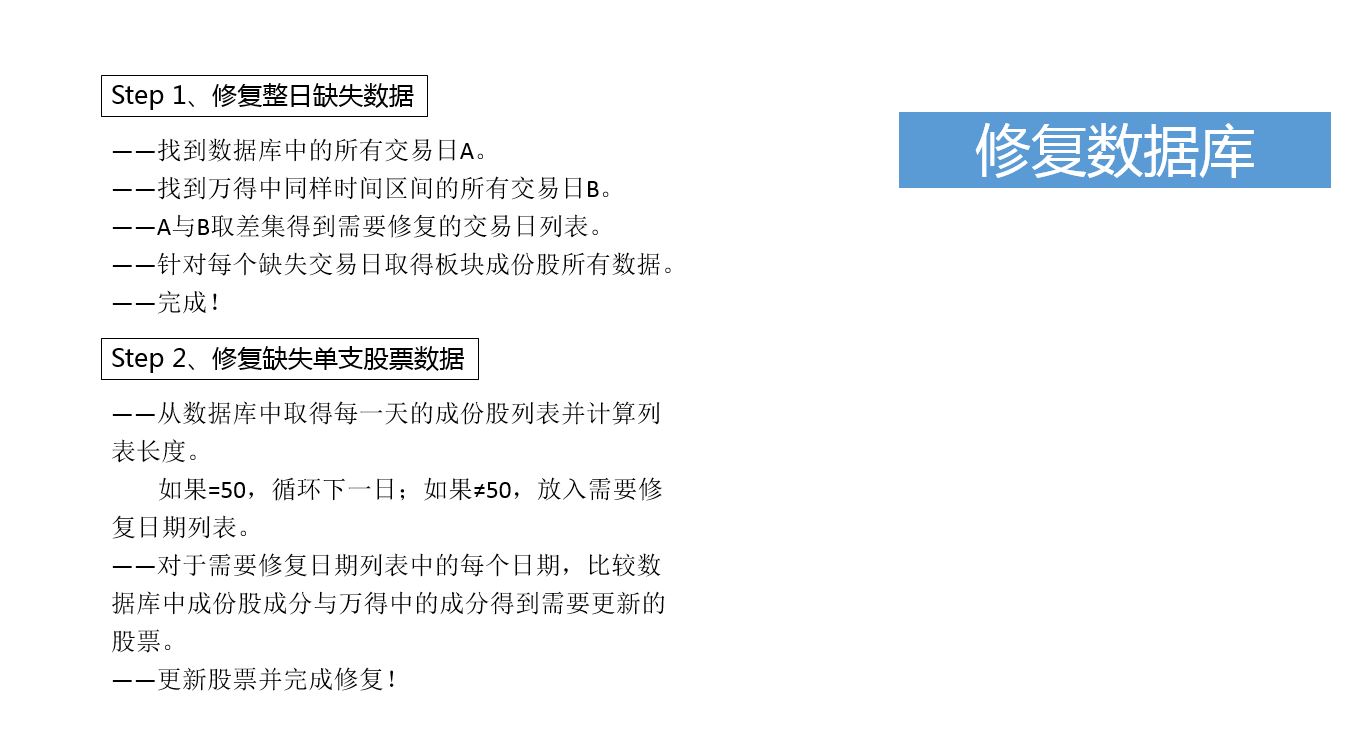 修复数据库
Step 1、修复整日缺失数据
——找到数据库中的所有交易日A。
——找到万得中同样时间区间的所有交易日B。
——A与B取差集得到需要修复的交易日列表。
——针对每个缺失交易日取得板块成份股所有数据。
——完成！
Step 2、修复缺失单支股票数据
——从数据库中取得每一天的成份股列表并计算列
表长度。
如果=50，循环下一日；如果≠50，放入需要修
复日期列表。
——对于需要修复日期列表中的每个日期，比较数
据库中成份股成分与万得中的成分得到需要更新的
股票。
——更新股票并完成修复！